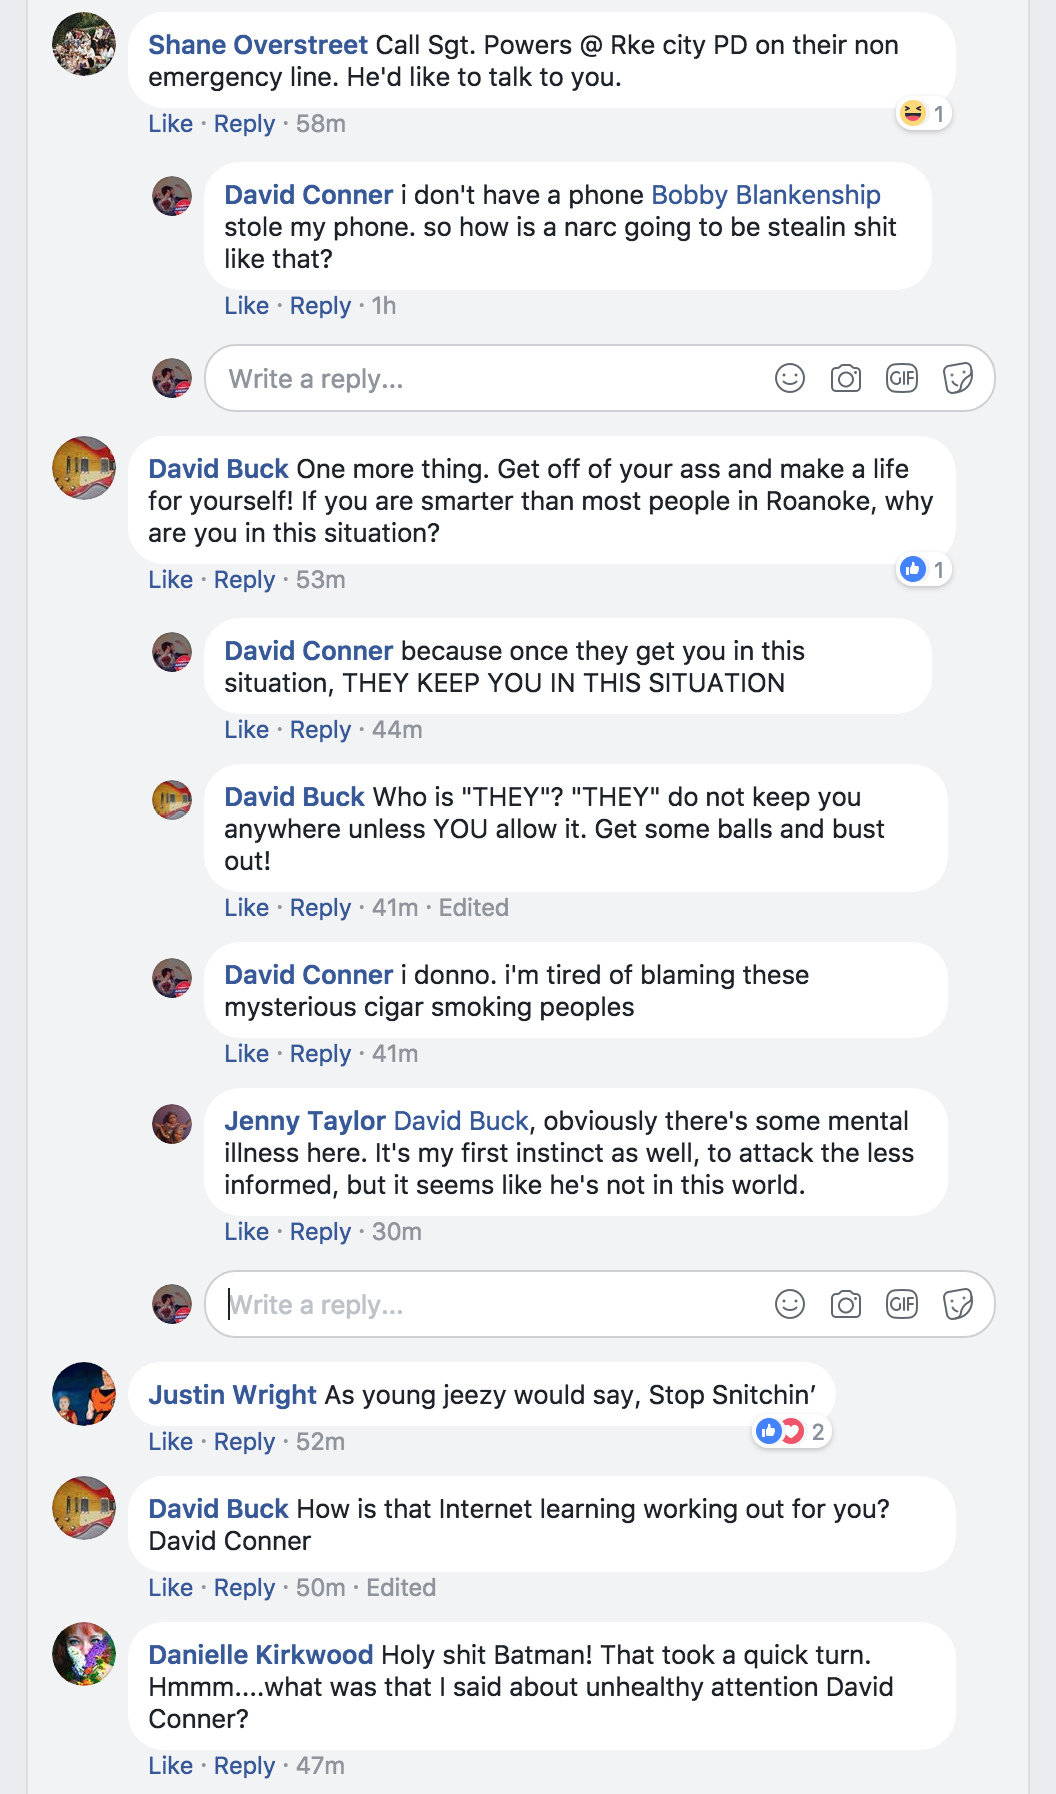 Shane Overstreet Call Sgt. Powers @ Rke city PD on their non
emergency line. He'd like to talk to you.
Like · Reply · 58m
1
David Conner i don't have a phone Bobby Blankenship
stole my phone. so how is a narc going to be stealin shit
like that?
Like · Reply · 1h
Write a reply...
GIF
David Buck One more thing. Get off of your ass and make a life
for yourself! If you are smarter than most people in Roanoke, why
are you in this situation?
Like · Reply · 53m
1
David Conner because once they get you in this
situation, THEY KEEP YOU IN THIS SITUATION
Like · Reply · 44m
David Buck Who is "THEY"? "THEY" do not keep you
anywhere unless YOU allow it. Get some balls and bust
out!
Like · Reply · 41m · Edited
David Conner i donno. i'm tired of blaming these
mysterious cigar smoking peoples
Like · Reply · 41m
Jenny Taylor David Buck, obviously there's some mental
illness here. It's my first instinct as well, to attack the less
informed, but it seems like he's not in this world.
Like · Reply · 30m
Write a reply...
GIF
Justin Wright As young jeezy would say, Stop Snitchin’
Like · Reply · 52m
2
David Buck How is that Internet learning working out for you?
David Conner
Like · Reply · 50m · Edited
Danielle Kirkwood Holy shit Batman! That took a quick turn.
Hmmm....what was that I said about unhealthy attention David
Conner?
Like · Reply · 47m